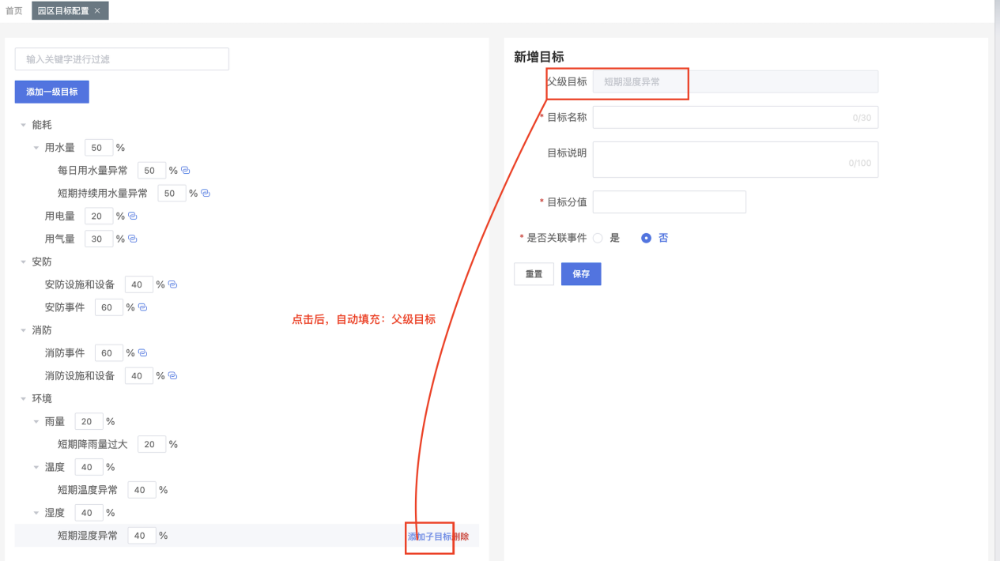 首页 园区目标配置 ×
输入关键字进行过滤
添加一级目标
能耗
用水量 50 %
每日用水量异常 50 %
短期持续用水量异常 50 %
用电量 20 %
用气量 30 %
安防
安防设施和设备 40 %
安防事件 60 %
消防
消防事件 60 %
消防设施和设备 40 %
环境
雨量 20 %
短期降雨量过大 20 %
温度 40 %
短期温度异常 40 %
湿度 40 %
短期湿度异常 40 %
添加子目标 删除
点击后，自动填充：父级目标
新增目标
父级目标 短期湿度异常
* 目标名称 0/30
目标说明 0/100
* 目标分值
* 是否关联事件 是 否
重置 保存